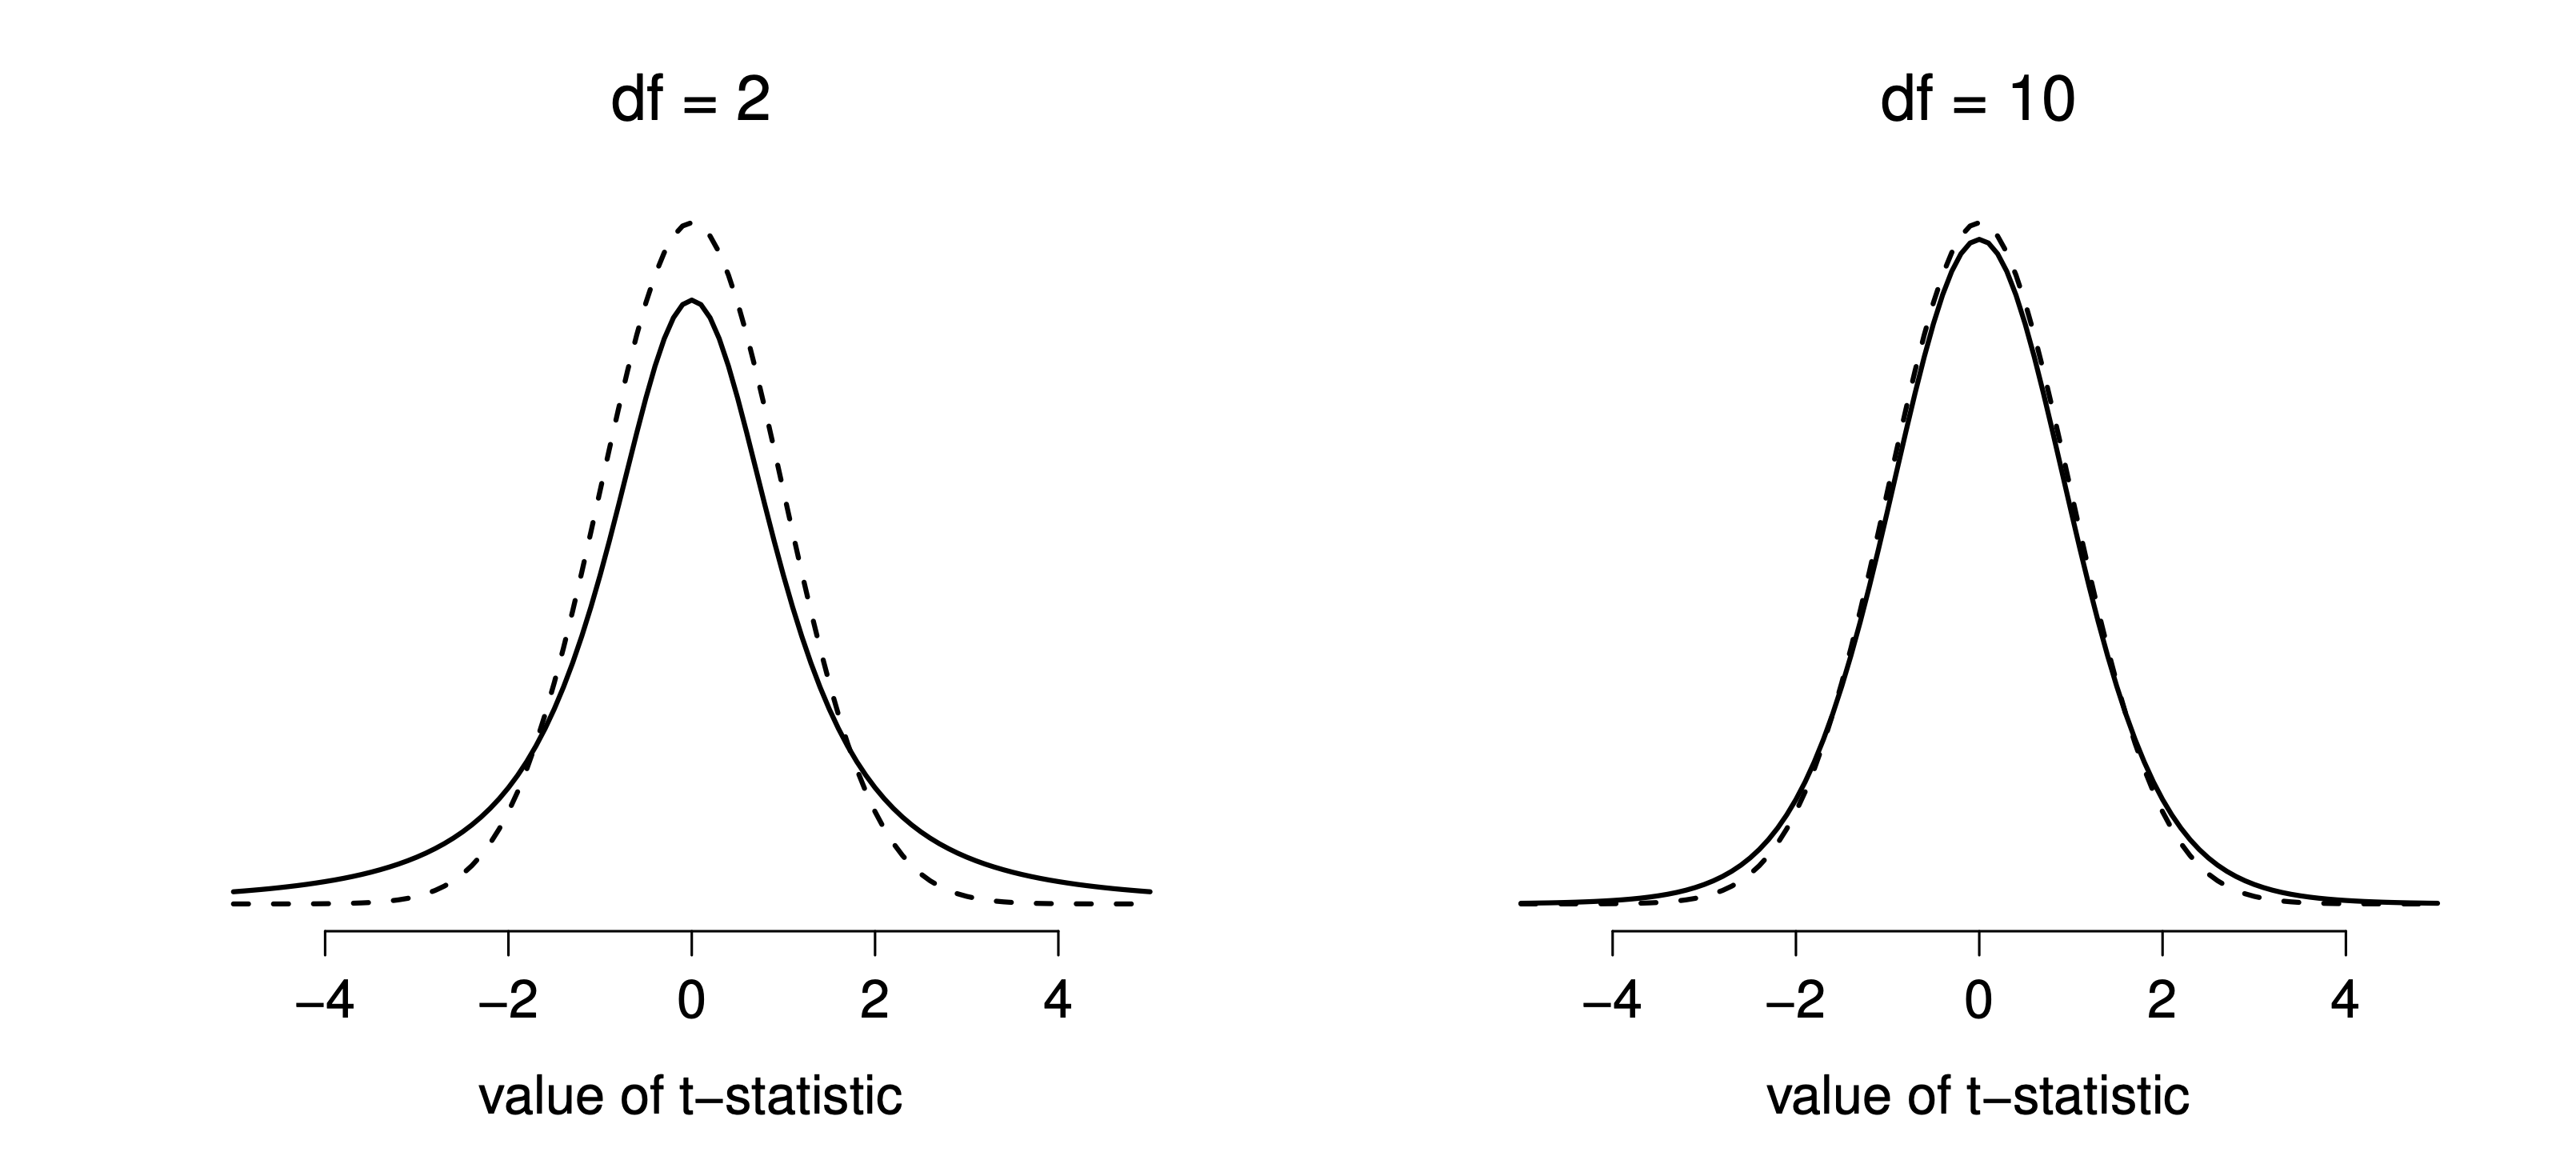 df = 2
−4 −2 0 2 4
value of t−statistic
df = 10
−4 −2 0 2 4
value of t−statistic